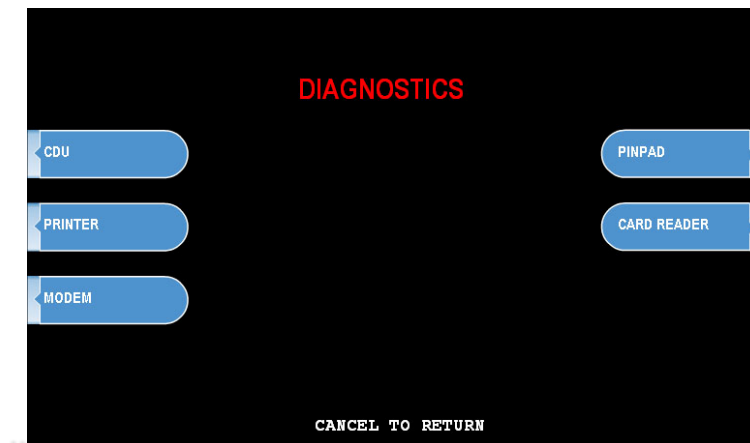 DIAGNOSTICS
CDU
PINPAD
PRINTER
CARD READER
MODEM
CANCEL TO RETURN